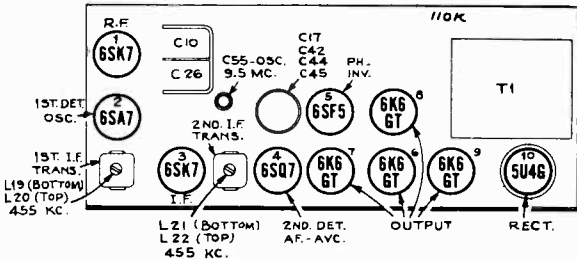 110K
R.F.
1
6SK7
C10
C26
C55-OSC.
9.5 MC.
C17
C42
C44
C45
PH.-
INV.
5
6SF5
6K6
GT
8
T1
1ST. DET.
OSC.
2
6SA7
1ST. I.F.
TRANS.
L19 (BOTTOM)
L20 (TOP)
455 KC.
3
6SK7
I.F.
2ND. I.F.
TRANS.
L21 (BOTTOM)
L22 (TOP)
455 KC.
4
6SQ7
2ND. DET.
AF.-AVC.
6K6
GT
7
6K6
GT
6
6K6
GT
9
OUTPUT
10
5U4G
RECT.